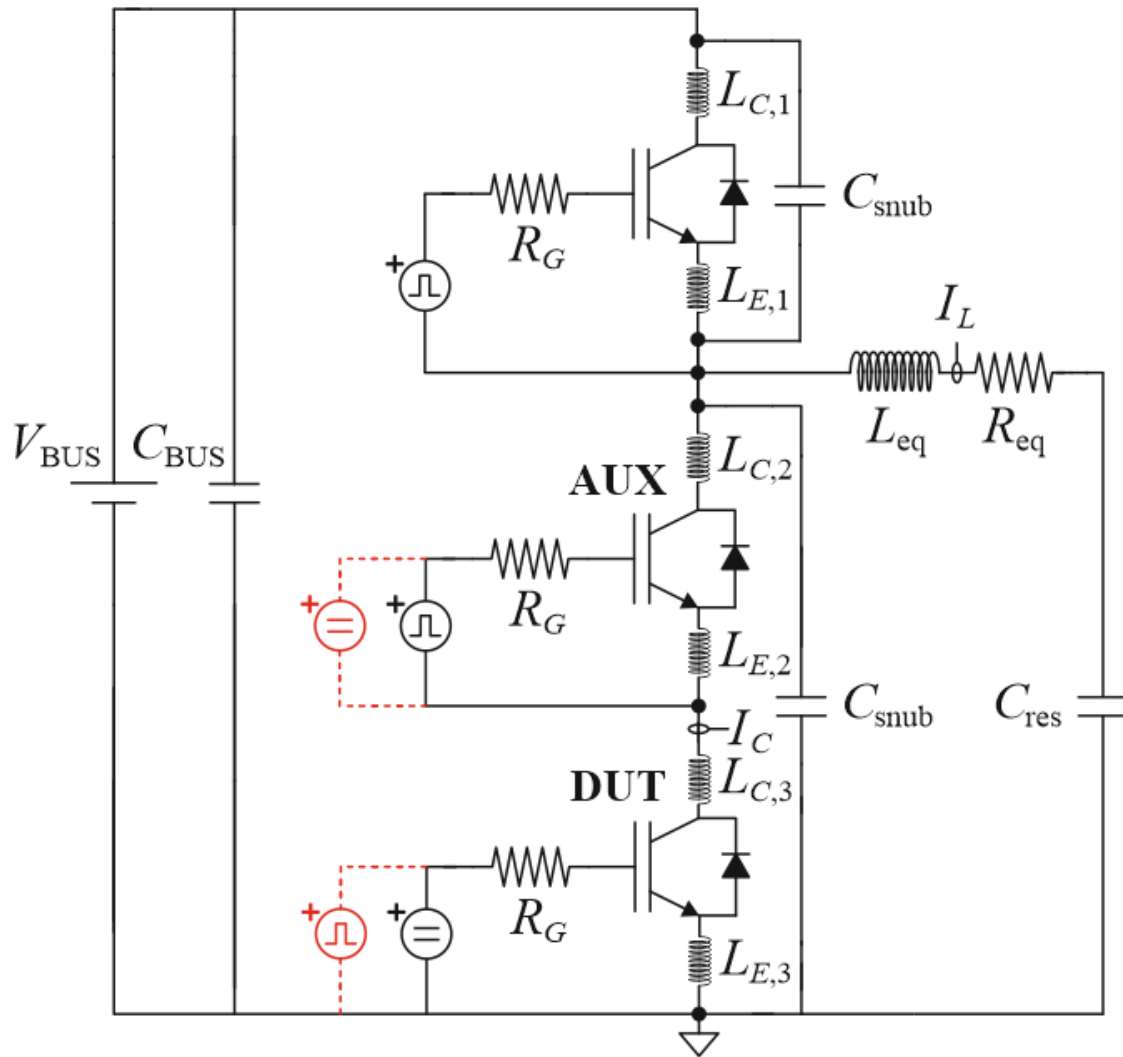 L_{C,1}
C_{snub}
R_G
+
L_{E,1}
I_L
V_{BUS}
C_{BUS}
L_{eq}
R_{eq}
L_{C,2}
AUX
R_G
+
+
L_{E,2}
C_{snub}
C_{res}
I_C
DUT
L_{C,3}
R_G
+
+
L_{E,3}